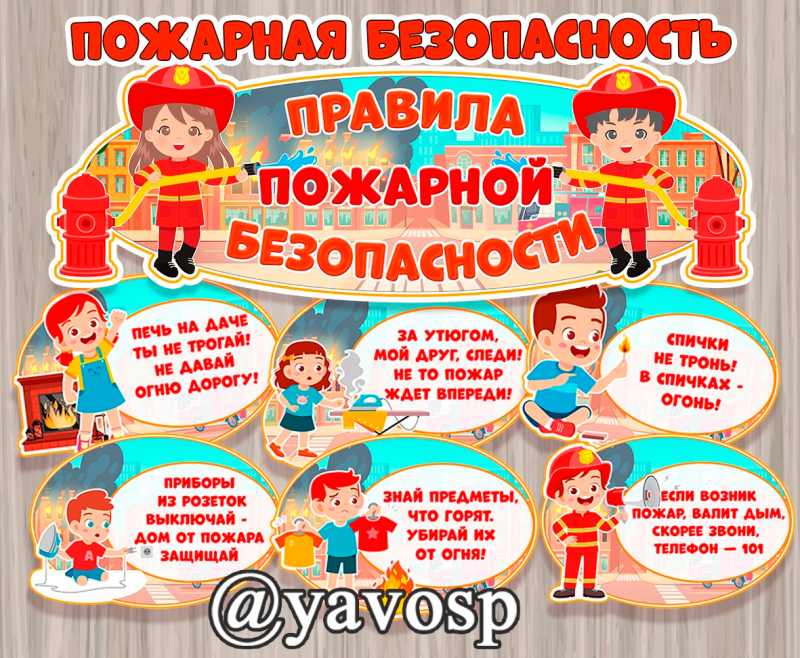 ПОЖАРНАЯ БЕЗОПАСНОСТЬ
ПРАВИЛА
ПОЖАРНОЙ
БЕЗОПАСНОСТИ
ПЕЧЬ НА ДАЧЕ
ТЫ НЕ ТРОГАЙ!
НЕ ДАВАЙ
ОГНЮ ДОРОГУ!
ЗА УТЮГОМ,
МОЙ ДРУГ, СЛЕДИ!
НЕ ТО ПОЖАР
ЖДЕТ ВПЕРЕДИ!
СПИЧКИ
НЕ ТРОНЬ!
В СПИЧКАХ -
ОГОНЬ!
ПРИБОРЫ
ИЗ РОЗЕТОК
ВЫКЛЮЧАЙ -
ДОМ ОТ ПОЖАРА
ЗАЩИЩАЙ
ЗНАЙ ПРЕДМЕТЫ,
ЧТО ГОРЯТ.
УБИРАЙ ИХ
ОТ ОГНЯ!
ЕСЛИ ВОЗНИК
ПОЖАР, ВАЛИТ ДЫМ,
СКОРЕЕ ЗВОНИ,
ТЕЛЕФОН — 101
A
@yavosp